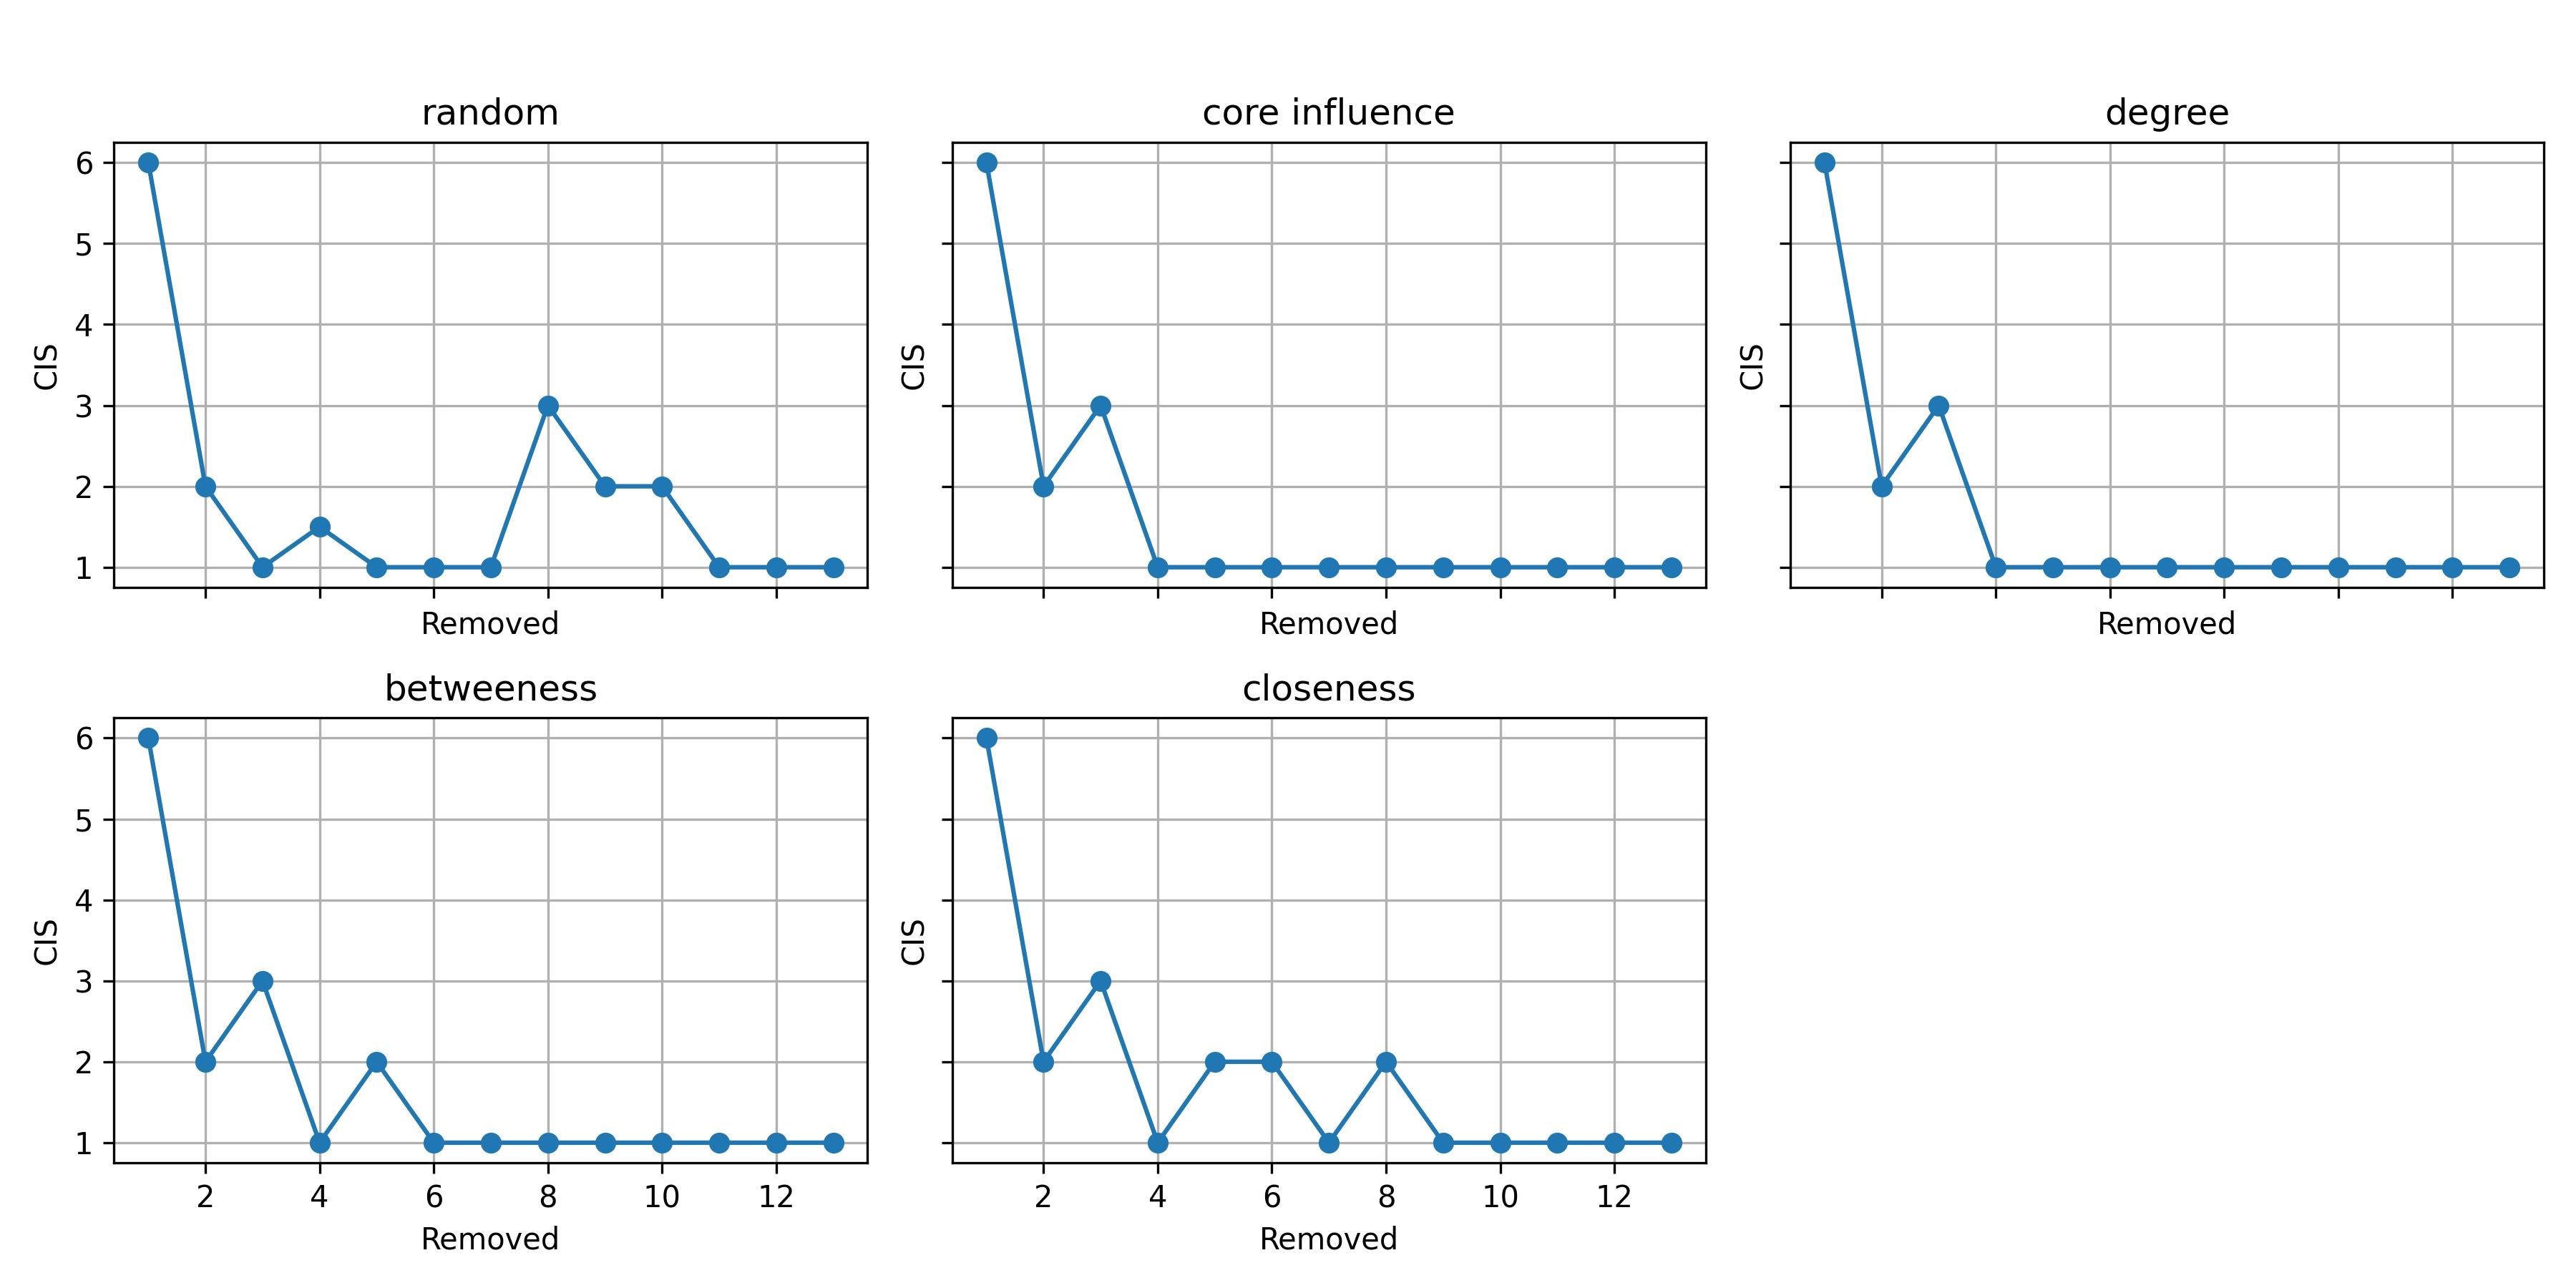 random
core influence
degree
6
5
4
3
2
1
CIS
CIS
CIS
Removed
Removed
Removed
betweeness
closeness
6
5
4
3
2
1
CIS
CIS
2 4 6 8 10 12
2 4 6 8 10 12
Removed
Removed